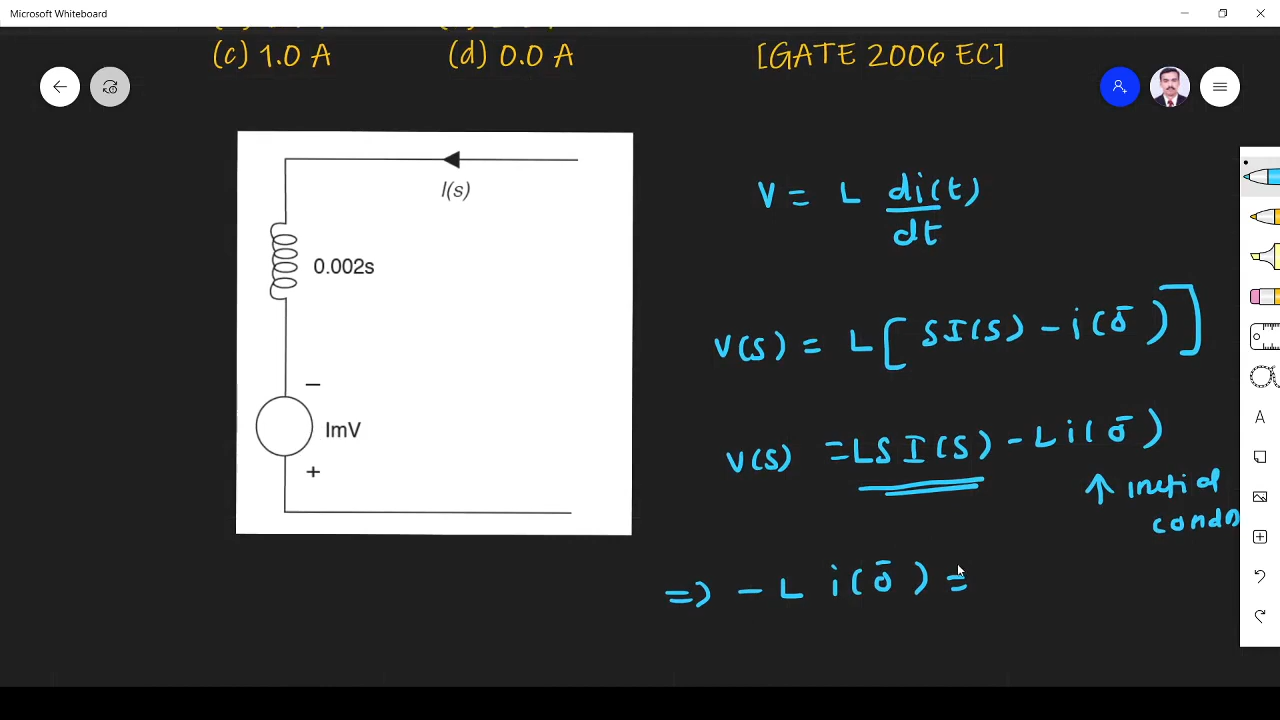 Microsoft Whiteboard
(c) 1.0 A (d) 0.0 A [GATE 2006 EC]
I(s)
0.002s
−
ImV
+
V = L di(t)/dt
V(S) = L[SI(S) - i(0̄)]
V(S) = LS I(S) - Li(0̄)
↑ initial
condn
=> - L i(0̄) =
A